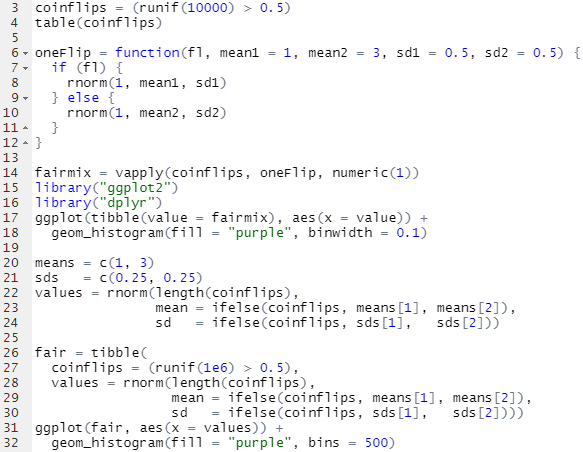 3 coinflips = (runif(10000) > 0.5)
4 table(coinflips)
5
6 oneFlip = function(fl, mean1 = 1, mean2 = 3, sd1 = 0.5, sd2 = 0.5) {
7   if (fl) {
8     rnorm(1, mean1, sd1)
9   } else {
10     rnorm(1, mean2, sd2)
11   }
12 }
13
14 fairmix = vapply(coinflips, oneFlip, numeric(1))
15 library("ggplot2")
16 library("dplyr")
17 ggplot(tibble(value = fairmix), aes(x = value)) +
18   geom_histogram(fill = "purple", binwidth = 0.1)
19
20 means = c(1, 3)
21 sds   = c(0.25, 0.25)
22 values = rnorm(length(coinflips),
23                mean = ifelse(coinflips, means[1], means[2]),
24                sd   = ifelse(coinflips, sds[1],   sds[2]))
25
26 fair = tibble(
27   coinflips = (runif(1e6) > 0.5),
28   values = rnorm(length(coinflips),
29                  mean = ifelse(coinflips, means[1], means[2]),
30                  sd   = ifelse(coinflips, sds[1],   sds[2])))
31 ggplot(fair, aes(x = values)) +
32   geom_histogram(fill = "purple", bins = 500)